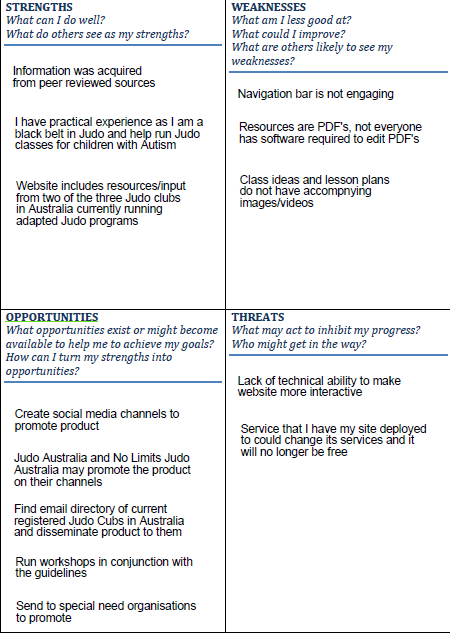 STRENGTHS
What can I do well?
What do others see as my strengths?
Information was acquired
from peer reviewed sources
I have practical experience as I am a
black belt in Judo and help run Judo
classes for children with Autism
Website includes resources/input
from two of the three Judo clubs
in Australia currently running
adapted Judo programs
WEAKNESSES
What am I less good at?
What could I improve?
What are others likely to see my
weaknesses?
Navigation bar is not engaging
Resources are PDF's, not everyone
has software required to edit PDF's
Class ideas and lesson plans
do not have accompnying
images/videos
OPPORTUNITIES
What opportunities exist or might become
available to help me to achieve my goals?
How can I turn my strengths into
opportunities?
Create social media channels to
promote product
Judo Australia and No Limits Judo
Australia may promote the product
on their channels
Find email directory of current
registered Judo Cubs in Australia
and disseminate product to them
Run workshops in conjunction with
the guidelines
Send to special need organisations
to promote
THREATS
What may act to inhibit my progress?
Who might get in the way?
Lack of technical ability to make
website more interactive
Service that I have my site deployed
to could change its services and it
will no longer be free